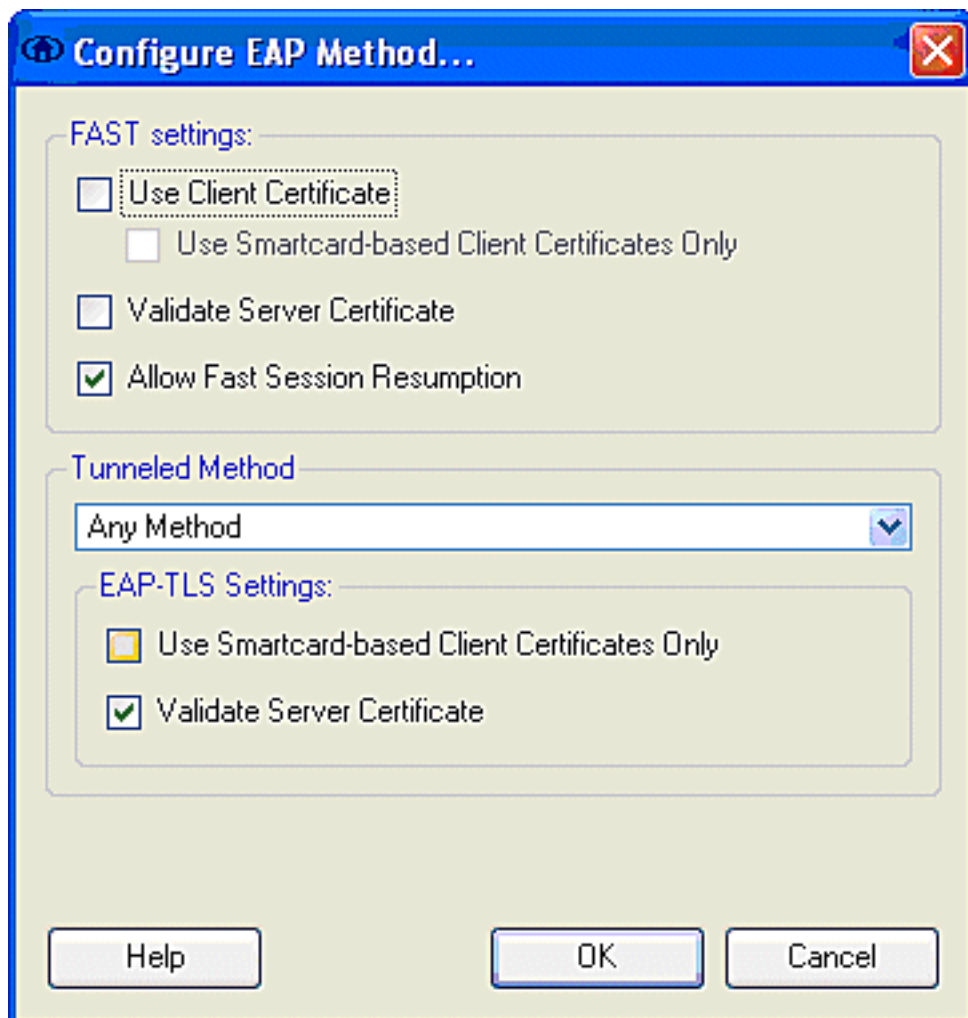 Configure EAP Method...
FAST settings:
Use Client Certificate
Use Smartcard-based Client Certificates Only
Validate Server Certificate
Allow Fast Session Resumption
Tunneled Method
Any Method
EAP-TLS Settings:
Use Smartcard-based Client Certificates Only
Validate Server Certificate
Help OK Cancel